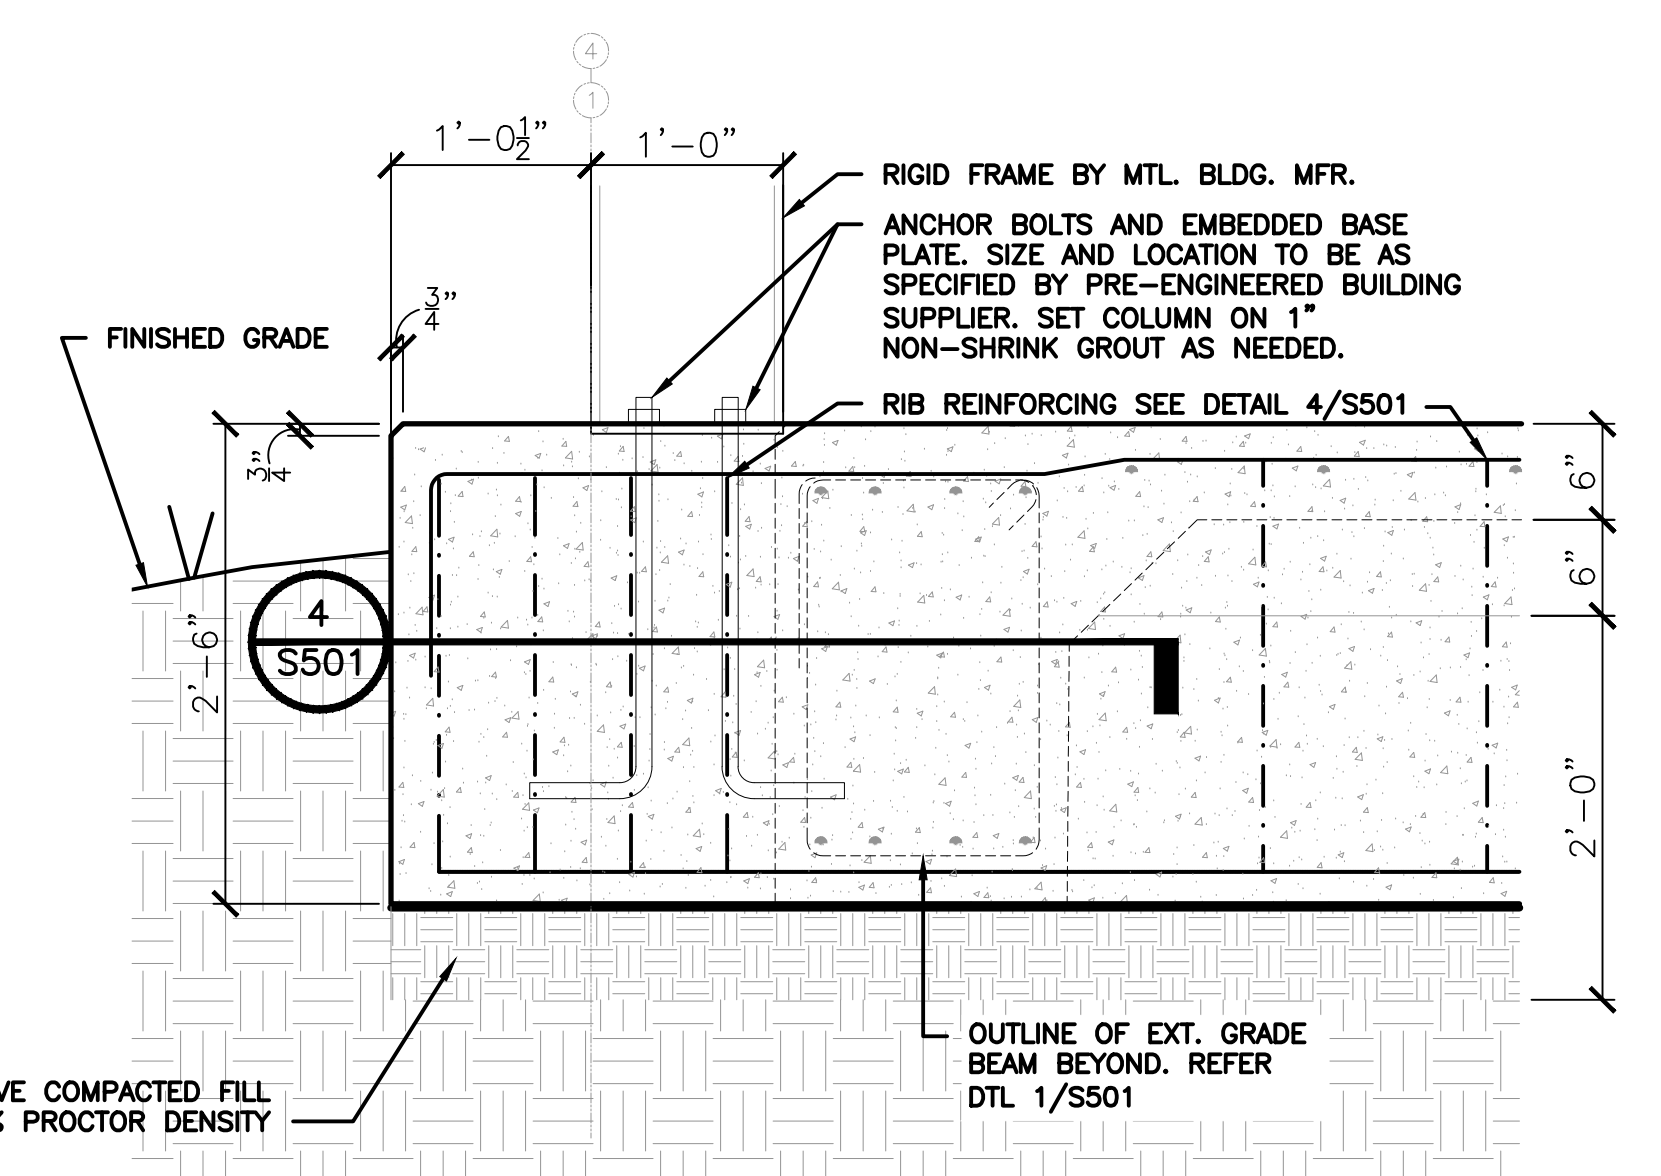 4
1
1'-0½"
1'-0"
RIGID FRAME BY MTL. BLDG. MFR.
ANCHOR BOLTS AND EMBEDDED BASE
PLATE. SIZE AND LOCATION TO BE AS
SPECIFIED BY PRE-ENGINEERED BUILDING
SUPPLIER. SET COLUMN ON 1"
NON-SHRINK GROUT AS NEEDED.
¾"
FINISHED GRADE
RIB REINFORCING SEE DETAIL 4/S501
¾"
6"
6"
4
S501
2'-6"
2'-0"
OUTLINE OF EXT. GRADE
BEAM BEYOND. REFER
DTL 1/S501
VE COMPACTED FILL
% PROCTOR DENSITY